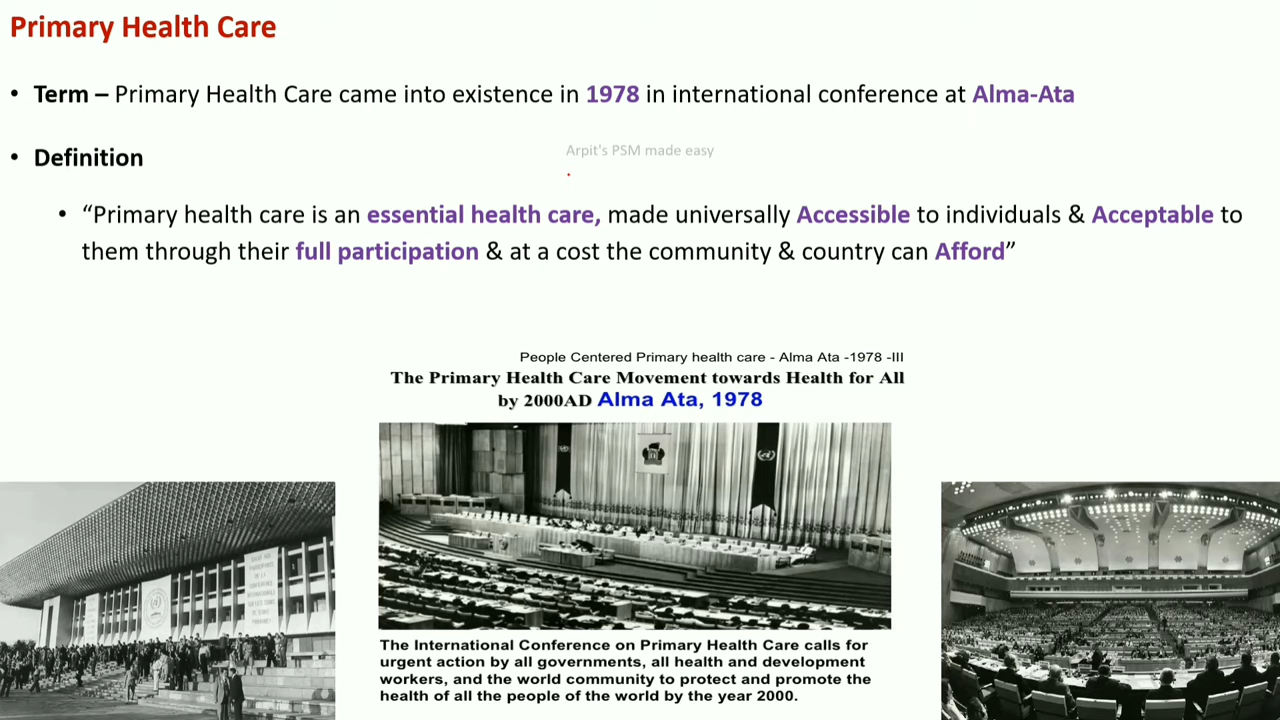 Primary Health Care
• Term – Primary Health Care came into existence in 1978 in international conference at Alma-Ata
• Definition
Arpit's PSM made easy
• “Primary health care is an essential health care, made universally Accessible to individuals & Acceptable to
them through their full participation & at a cost the community & country can Afford”
People Centered Primary health care - Alma Ata -1978 -III
The Primary Health Care Movement towards Health for All
by 2000AD Alma Ata, 1978
The International Conference on Primary Health Care calls for
urgent action by all governments, all health and development
workers, and the world community to protect and promote the
health of all the people of the world by the year 2000.